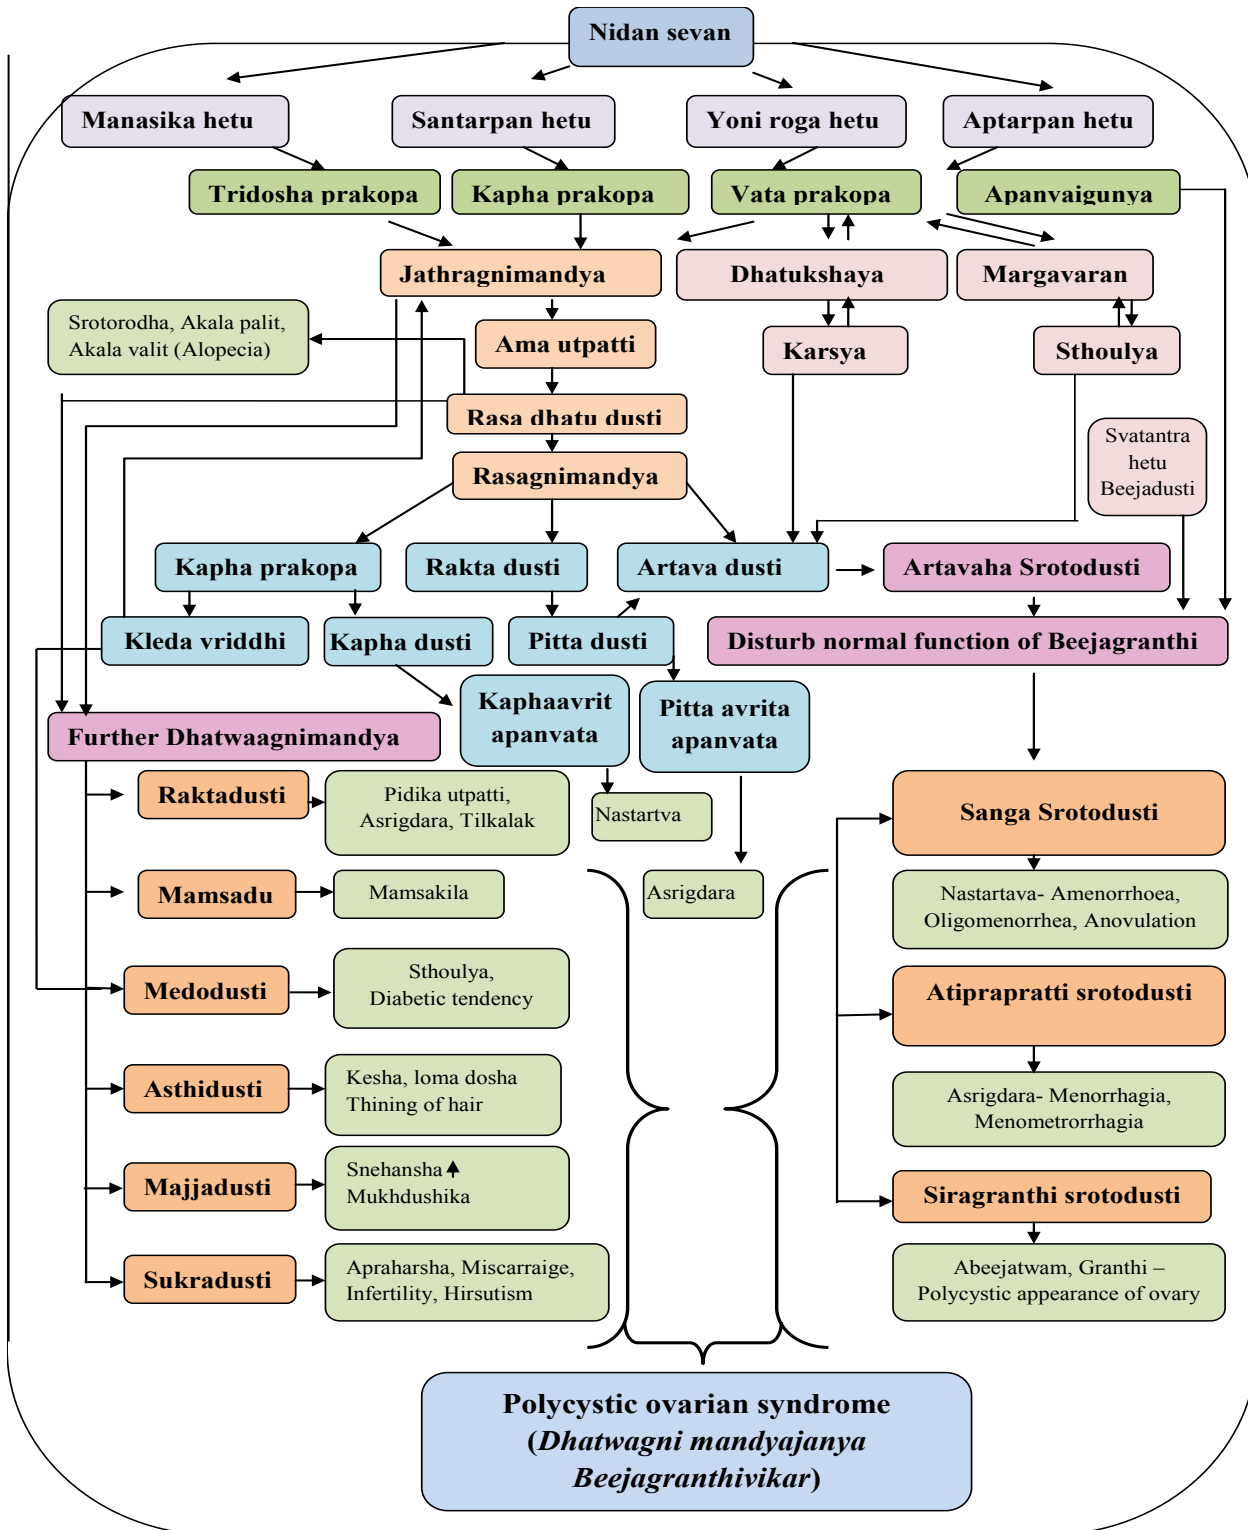 Nidan sevan
Manasika hetu
Santarpan hetu
Yoni roga hetu
Aptarpan hetu
Tridosha prakopa
Kapha prakopa
Vata prakopa
Apanvaigunya
Jathragnimandya
Dhatukshaya
Margavaran
Srotorodha, Akala palit,
Akala valit (Alopecia)
Ama utpatti
Karsya
Sthoulya
Rasa dhatu dusti
Svatantra
hetu
Beejadusti
Rasagnimandya
Kapha prakopa
Rakta dusti
Artava dusti
Artavaha Srotodusti
Kleda vriddhi
Kapha dusti
Pitta dusti
Disturb normal function of Beejagranthi
Kaphaavrit
apanvata
Pitta avrita
apanvata
Further Dhatwaagnimandya
Raktadusti
Pidika utpatti,
Asrigdara, Tilkalak
Nastartva
Sanga Srotodusti
Mamsadu
Mamsakila
Asrigdara
Nastartava- Amenorrhoea,
Oligomenorrhea, Anovulation
Medodusti
Sthoulya,
Diabetic tendency
Atiprapratti srotodusti
Asthidusti
Kesha, loma dosha
Thining of hair
Asrigdara- Menorrhagia,
Menometrorrhagia
Majjadusti
Snehansha
Mukhdushika
Siragranthi srotodusti
Sukradusti
Apraharsha, Miscarraige,
Infertility, Hirsutism
Abeejatwam, Granthi –
Polycystic appearance of ovary
Polycystic ovarian syndrome
(Dhatwagni mandyajanya
Beejagranthivikar)